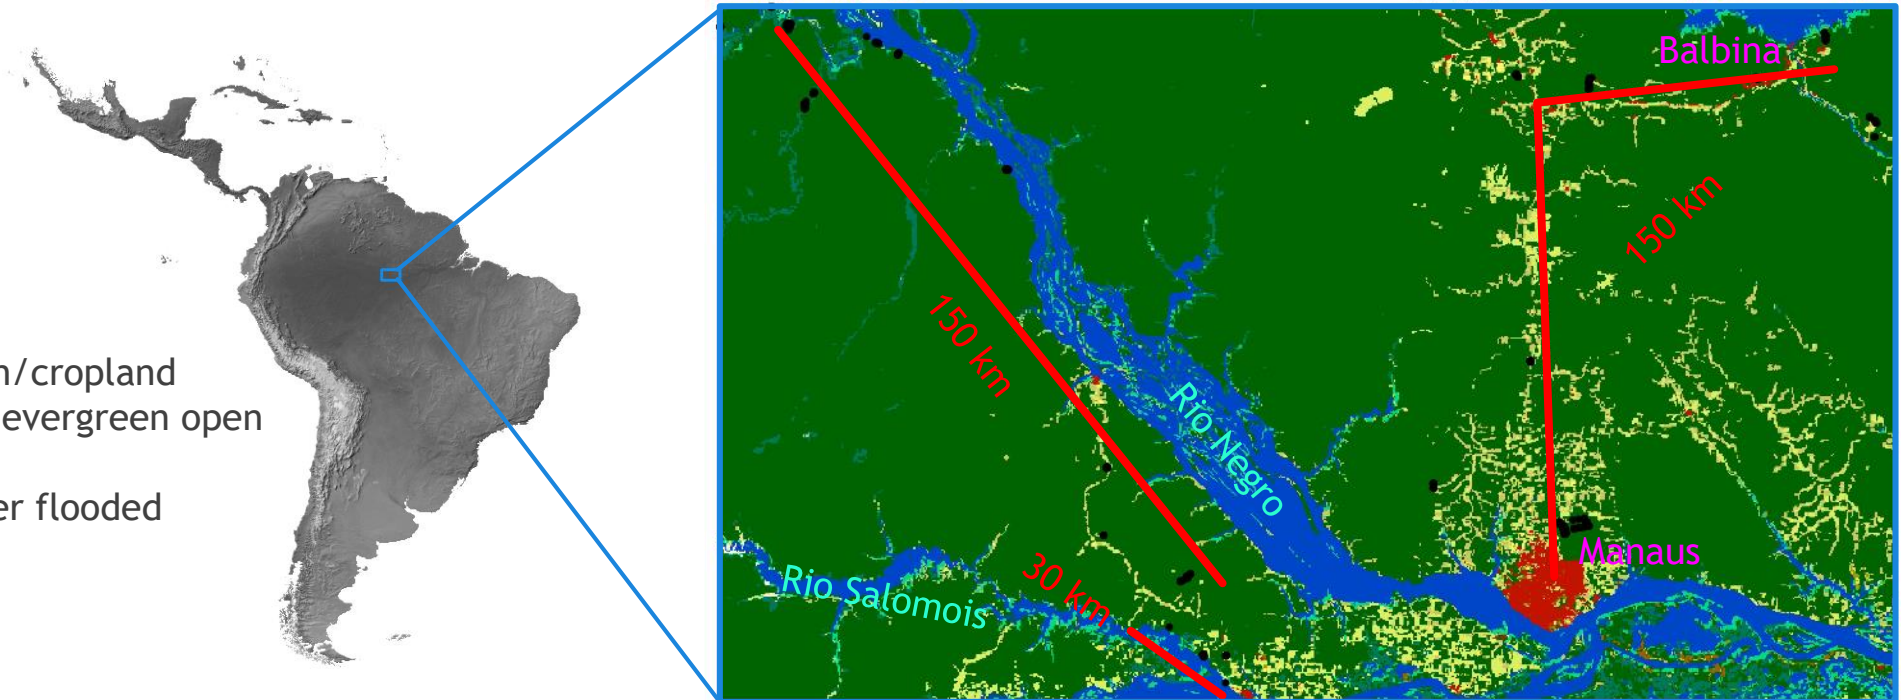 n/cropland
evergreen open
er flooded
Balbina
150 km
150 km
Rio Negro
Manaus
30 km
Rio Salomois